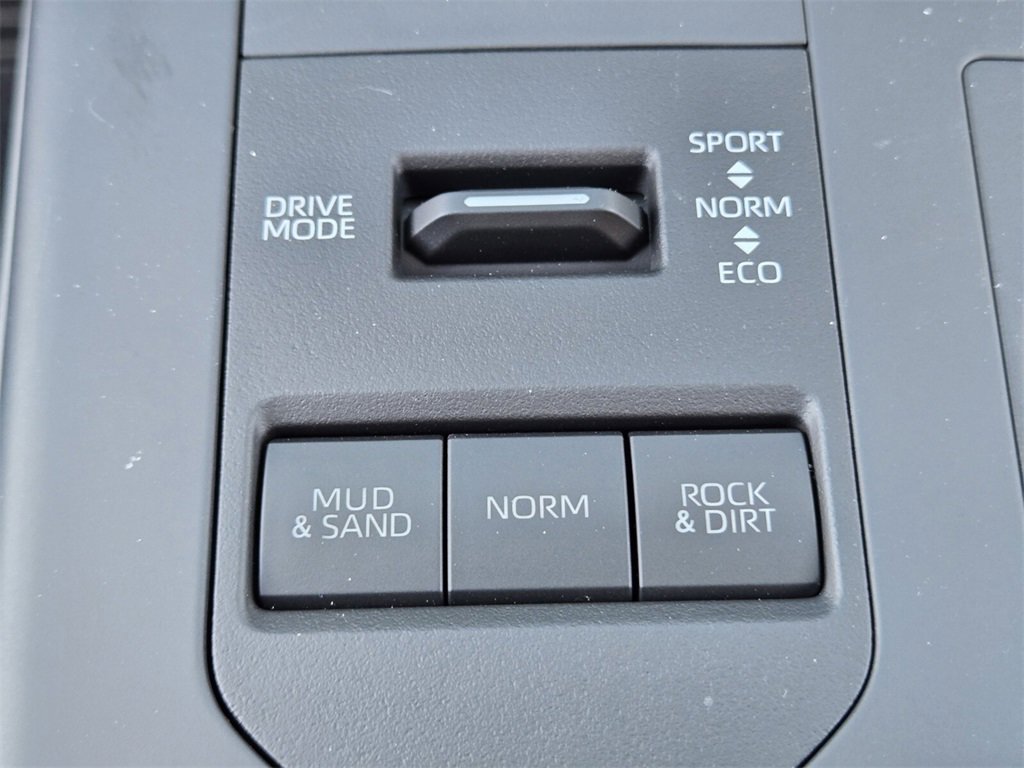 SPORT
DRIVE
MODE
NORM
ECO
MUD
& SAND
NORM
ROCK
& DIRT